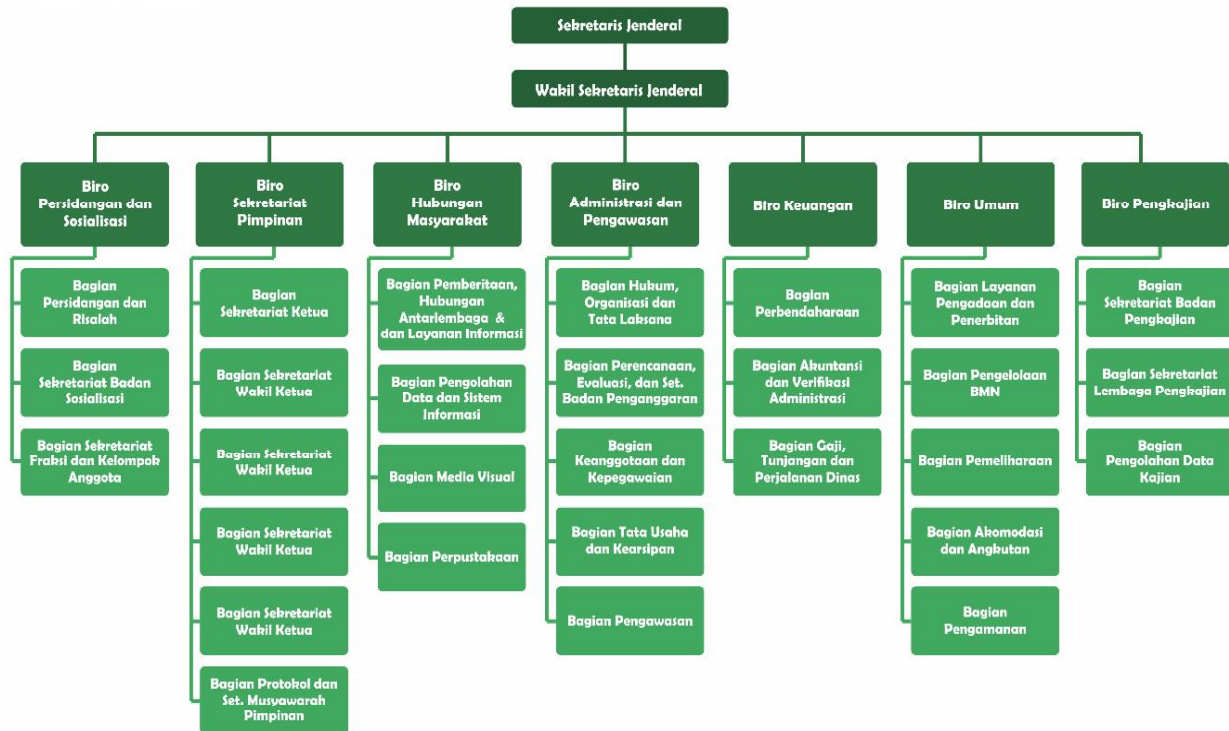 Sekretaris Jenderal
Wakil Sekretaris Jenderal
Biro
Persidangan dan
Sosialisasi
Bagian
Persidangan dan
Risalah
Bagian
Sekretariat Badan
Sosialisasi
Bagian Sekretariat
Fraksi dan Kelompok
Anggota
Biro
Sekretariat
Pimpinan
Bagian
Sekretariat Ketua
Bagian Sekretariat
Wakil Ketua
Bagian Sekretariat
Wakil Ketua
Bagian Sekretariat
Wakil Ketua
Bagian Sekretariat
Wakil Ketua
Bagian Protokol dan
Set. Musyawarah
Pimpinan
Biro
Hubungan
Masyarakat
Bagian Pemberitaan,
Hubungan
Antarlembaga &
dan Layanan Informasi
Bagian Pengolahan
Data dan Sistem
Informasi
Bagian Media Visual
Bagian Perpustakaan
Biro
Administrasi dan
Pengawasan
Bagian Hukum,
Organisasi dan
Tata Laksana
Bagian Perencanaan,
Evaluasi, dan Set.
Badan Penganggaran
Bagian
Keanggotaan dan
Kepegawaian
Bagian Tata Usaha
dan Kearsipan
Bagian Pengawasan
Biro Keuangan
Bagian
Perbendaharaan
Bagian Akuntansi
dan Verifikasi
Administrasi
Bagian Gaji,
Tunjangan dan
Perjalanan Dinas
Biro Umum
Bagian Layanan
Pengadaan dan
Penerbitan
Bagian Pengelolaan
BMN
Bagian Pemeliharaan
Bagian Akomodasi
dan Angkutan
Bagian
Pengamanan
Biro Pengkajian
Bagian
Sekretariat Badan
Pengkajian
Bagian Sekretariat
Lembaga Pengkajian
Bagian
Pengolahan Data
Kajian